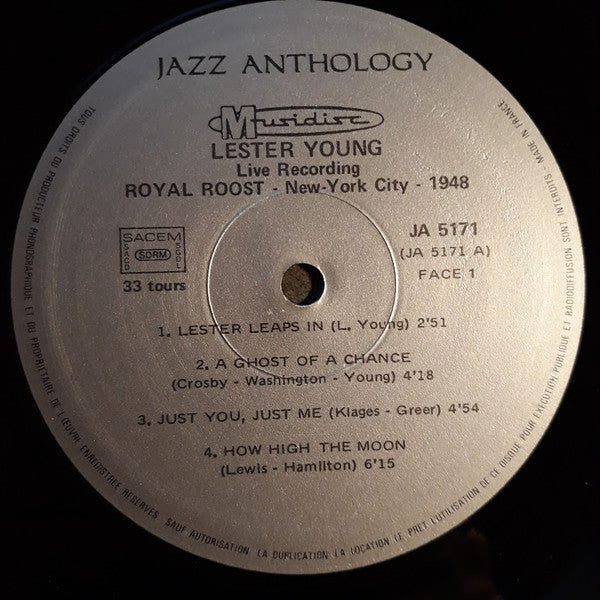 JAZZ ANTHOLOGY
Musidisc
LESTER YOUNG
Live Recording
ROYAL ROOST - New-York City - 1948
SACEM
SACD
SDRM
SGDL
33 tours
JA 5171
(JA 5171 A)
FACE 1
1. LESTER LEAPS IN (L. Young) 2'51
2. A GHOST OF A CHANCE
(Crosby - Washington - Young) 4'18
3. JUST YOU, JUST ME (Klages - Greer) 4'54
4. HOW HIGH THE MOON
(Lewis - Hamilton) 6'15
TOUS DROITS DU PRODUCTEUR PHONOGRAPHIQUE ET DU PROPRIETAIRE DE L'ŒUVRE ENREGISTREE RESERVES. SAUF AUTORISATION LA DUPLICATION LA LOCATION LE PRET L'UTILISATION DE CE DISQUE POUR EXECUTION PUBLIQUE ET RADIODIFFUSION SONT INTERDITS - MADE IN FRANCE.